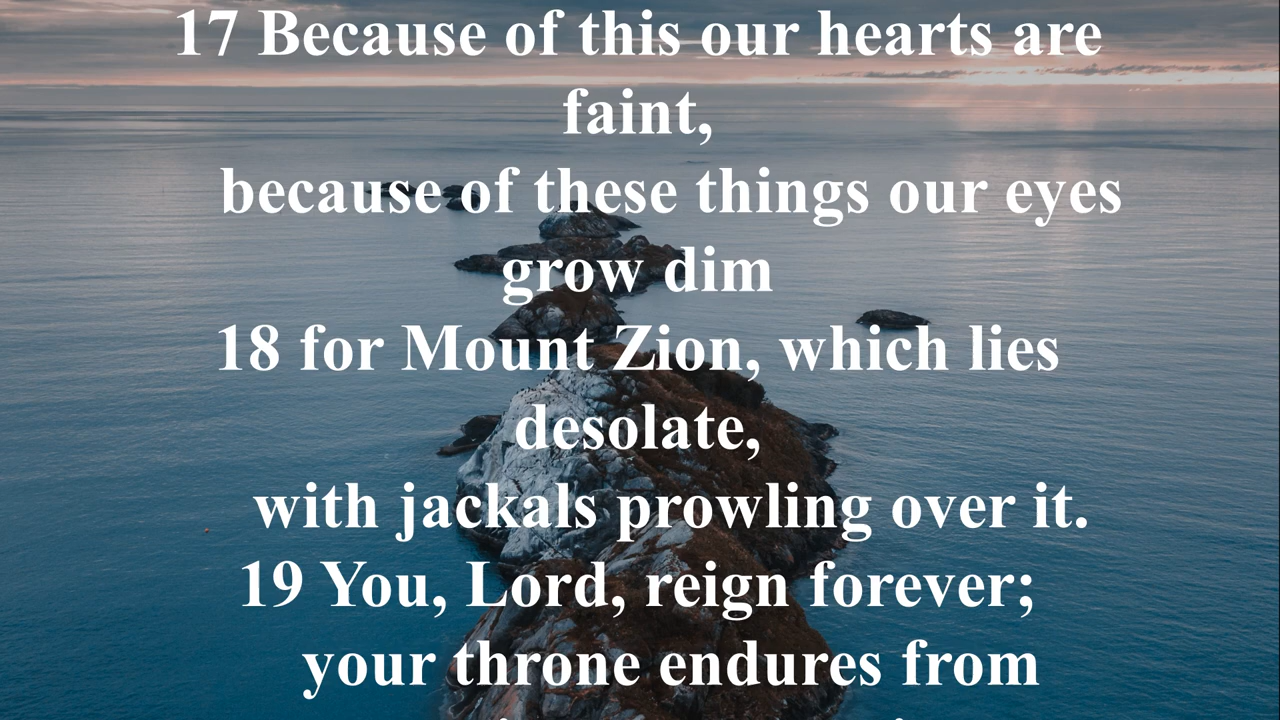 17 Because of this our hearts are
faint,
because of these things our eyes
grow dim
18 for Mount Zion, which lies
desolate,
with jackals prowling over it.
19 You, Lord, reign forever;
your throne endures from